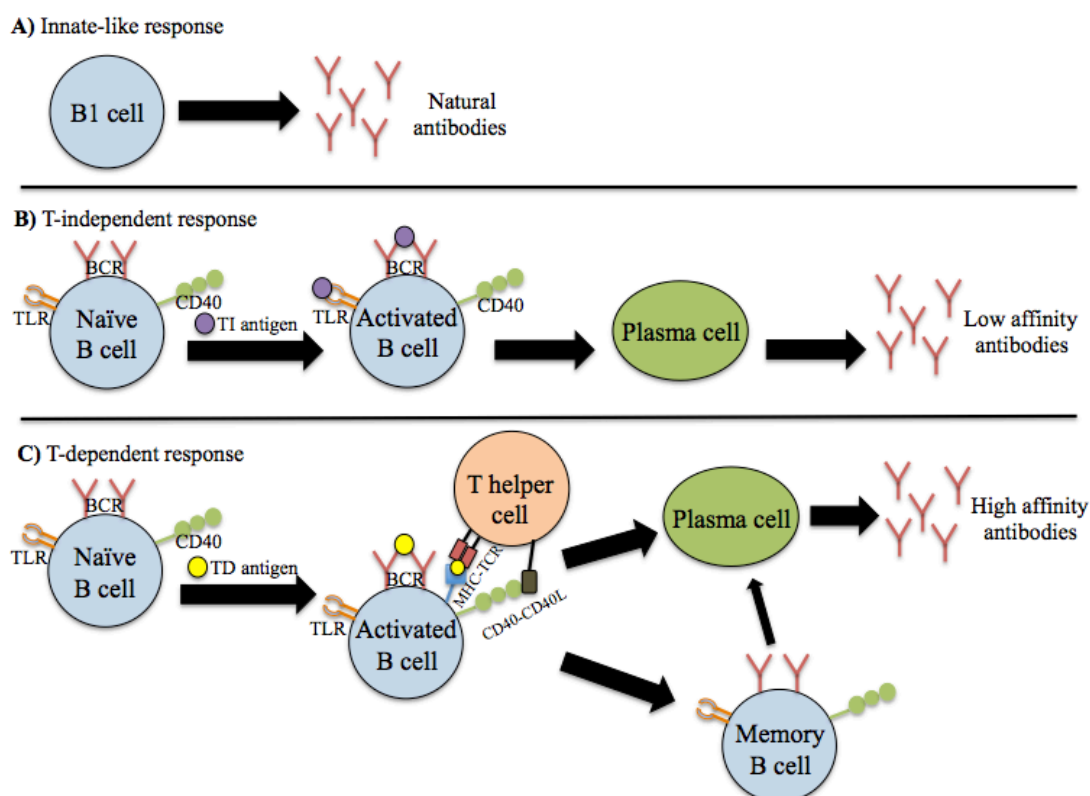 A) Innate-like response
B1 cell
Natural
antibodies
B) T-independent response
BCR
TLR
CD40
Naïve
B cell
TI antigen
BCR
TLR
CD40
Activated
B cell
Plasma cell
Low affinity
antibodies
C) T-dependent response
BCR
TLR
CD40
Naïve
B cell
TD antigen
T helper
cell
BCR
MHC-TCR
CD40-CD40L
TLR
Activated
B cell
Plasma cell
High affinity
antibodies
Memory
B cell